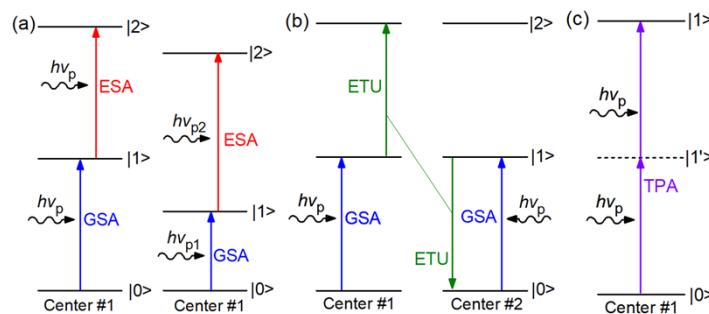 (a)
|2>
hνp
ESA
|1>
hνp
GSA
|0>
Center #1
|2>
hνp2
ESA
|1>
hνp1
GSA
|0>
Center #1
(b)
|2>
ETU
|1>
hνp
GSA
GSA
hνp
ETU
|0>
Center #1
Center #2
(c)
|1>
hνp
|1'>
TPA
hνp
|0>
Center #1